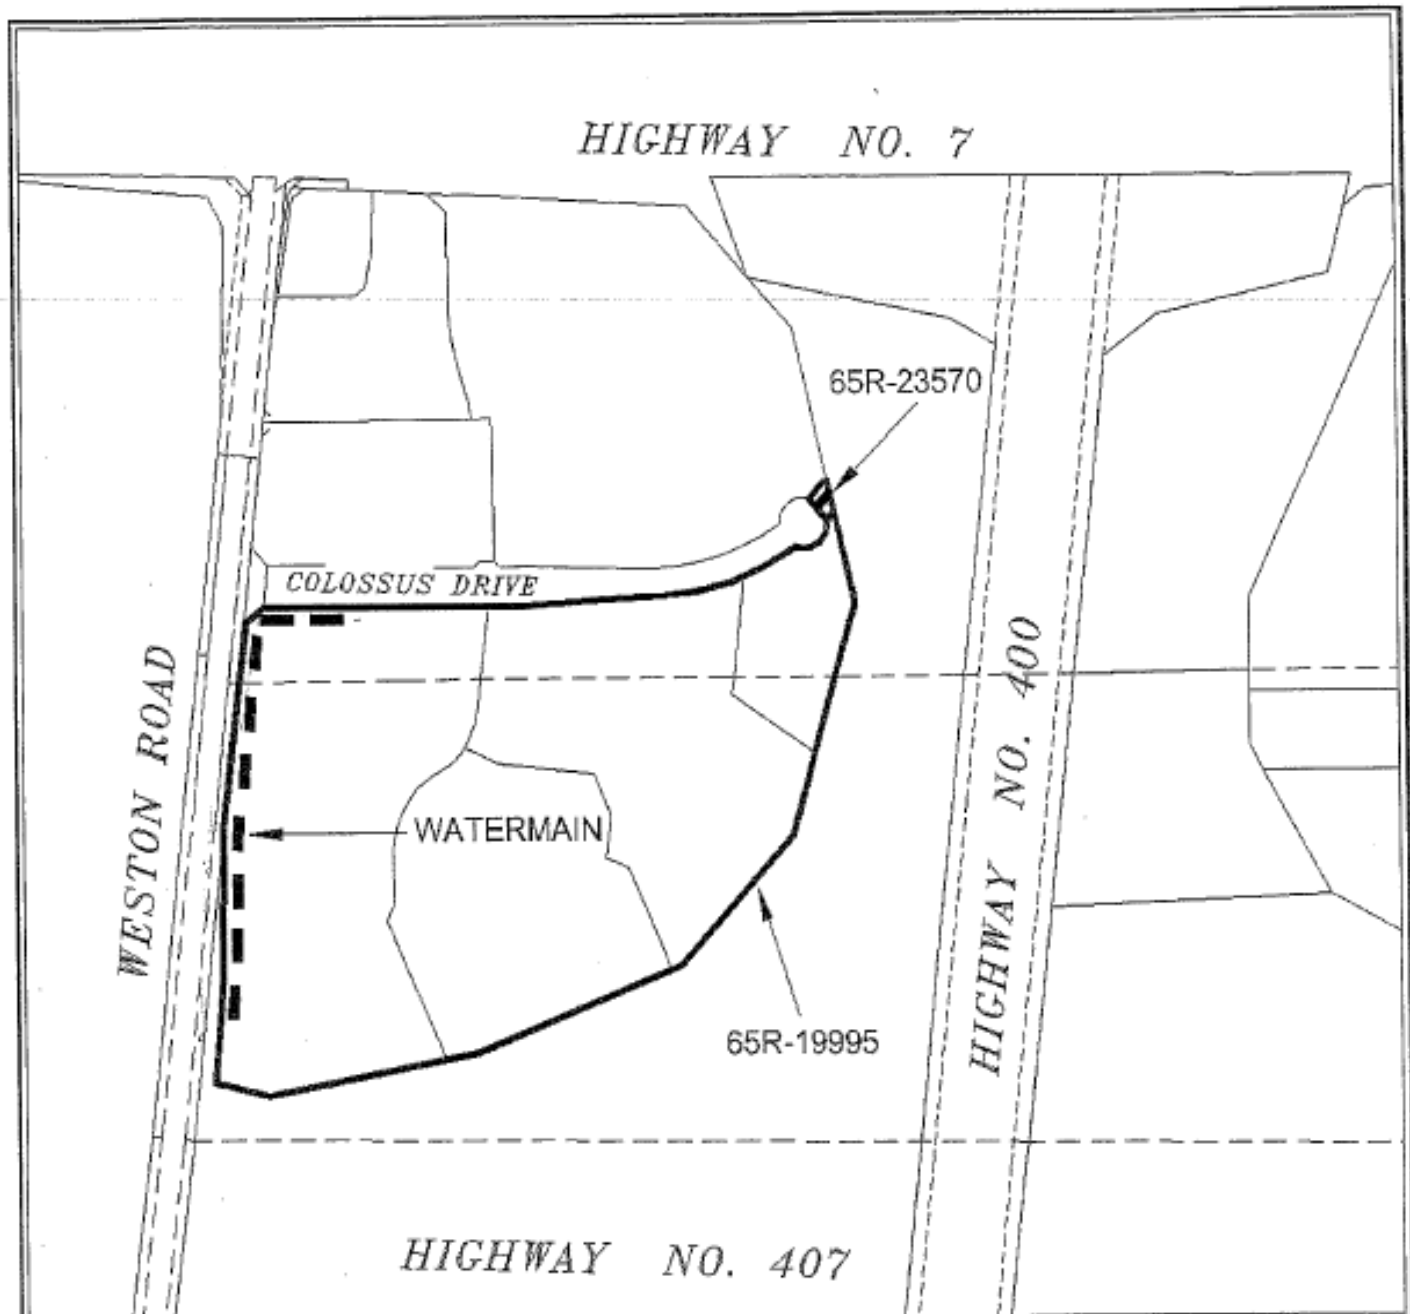 HIGHWAY NO. 7
65R-23570
COLOSSUS DRIVE
WESTON ROAD
WATERMAIN
HIGHWAY NO. 400
65R-19995
HIGHWAY NO. 407